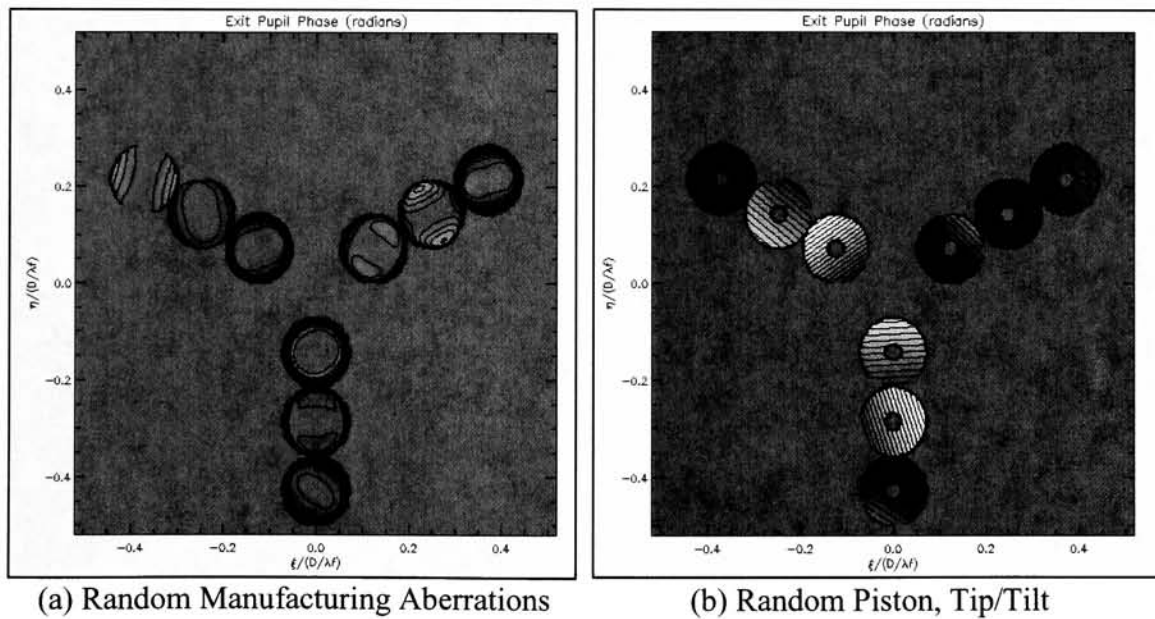 Exit Pupil Phase (radians)
0.4
0.2
0.0
−0.2
−0.4
η/(D/λf)
−0.4 −0.2 0.0 0.2 0.4
ξ/(D/λf)
(a) Random Manufacturing Aberrations
Exit Pupil Phase (radians)
0.4
0.2
0.0
−0.2
−0.4
η/(D/λf)
−0.4 −0.2 0.0 0.2 0.4
ξ/(D/λf)
(b) Random Piston, Tip/Tilt